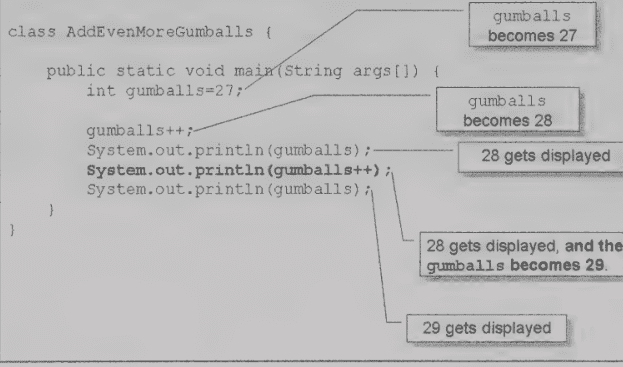 class AddEvenMoreGumballs {
public static void main(String args[]) {
int gumballs=27;
gumballs++;
System.out.println(gumballs);
System.out.println(gumballs++);
System.out.println(gumballs);
}
}
gumballs
becomes 27
gumballs
becomes 28
28 gets displayed
28 gets displayed, and the
gumballs becomes 29.
29 gets displayed